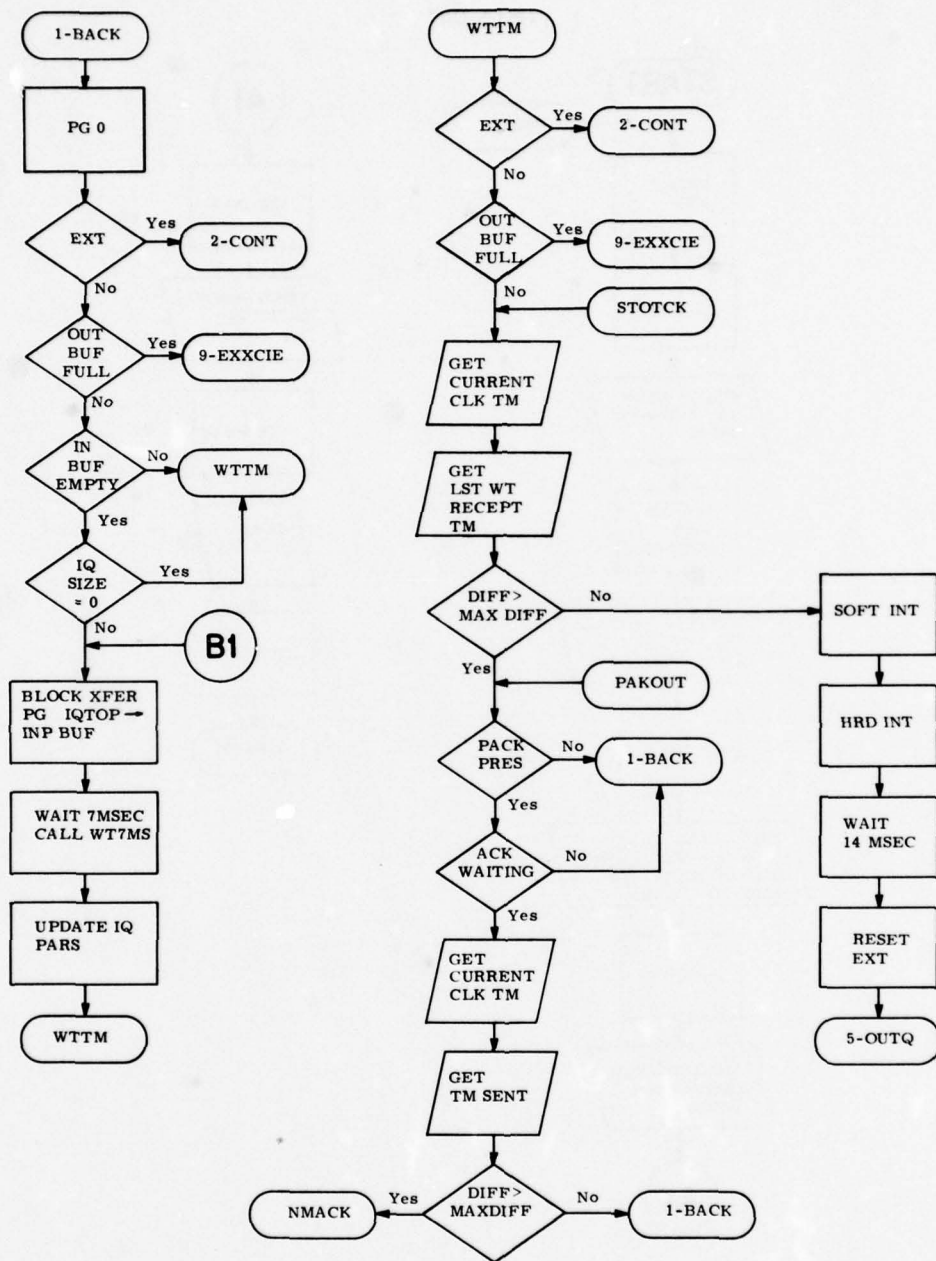 1-BACK
PG 0
EXT
Yes
2-CONT
No
OUT
BUF
FULL
Yes
9-EXXCIE
No
IN
BUF
EMPTY
No
WTTM
Yes
IQ
SIZE
= 0
Yes
No
B1
BLOCK XFER
PG IQTOP →
INP BUF
WAIT 7MSEC
CALL WT7MS
UPDATE IQ
PARS
WTTM
WTTM
EXT
Yes
2-CONT
No
OUT
BUF
FULL
Yes
9-EXXCIE
No
STOTCK
GET
CURRENT
CLK TM
GET
LST WT
RECEPT
TM
DIFF>
MAX DIFF
No
Yes
PAKOUT
PACK
PRES
No
1-BACK
Yes
ACK
WAITING
No
Yes
GET
CURRENT
CLK TM
GET
TM SENT
DIFF>
MAXDIFF
Yes
NMACK
No
1-BACK
SOFT INT
HRD INT
WAIT
14 MSEC
RESET
EXT
5-OUTQ